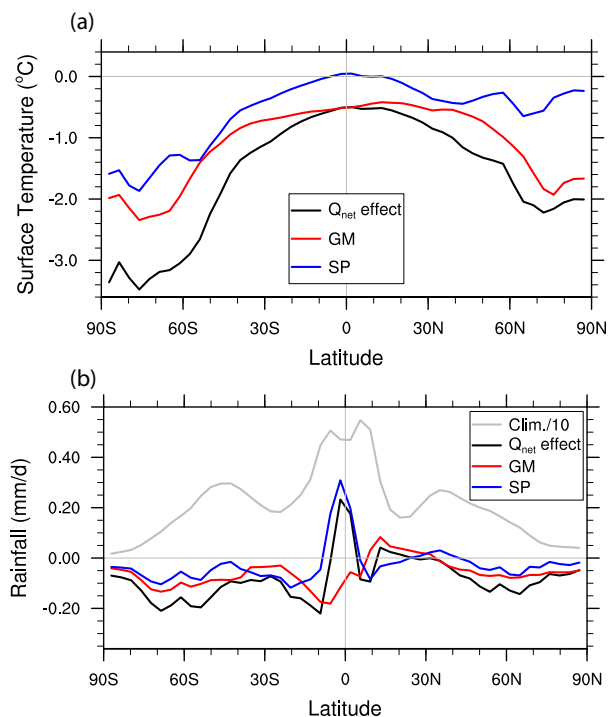 (a)
0.0
-1.0
-2.0
-3.0
Surface Temperature (°C)
Qnet effect
GM
SP
90S 60S 30S 0 30N 60N 90N
Latitude
(b)
0.60
0.40
0.20
0.00
-0.20
Rainfall (mm/d)
Clim./10
Qnet effect
GM
SP
90S 60S 30S 0 30N 60N 90N
Latitude